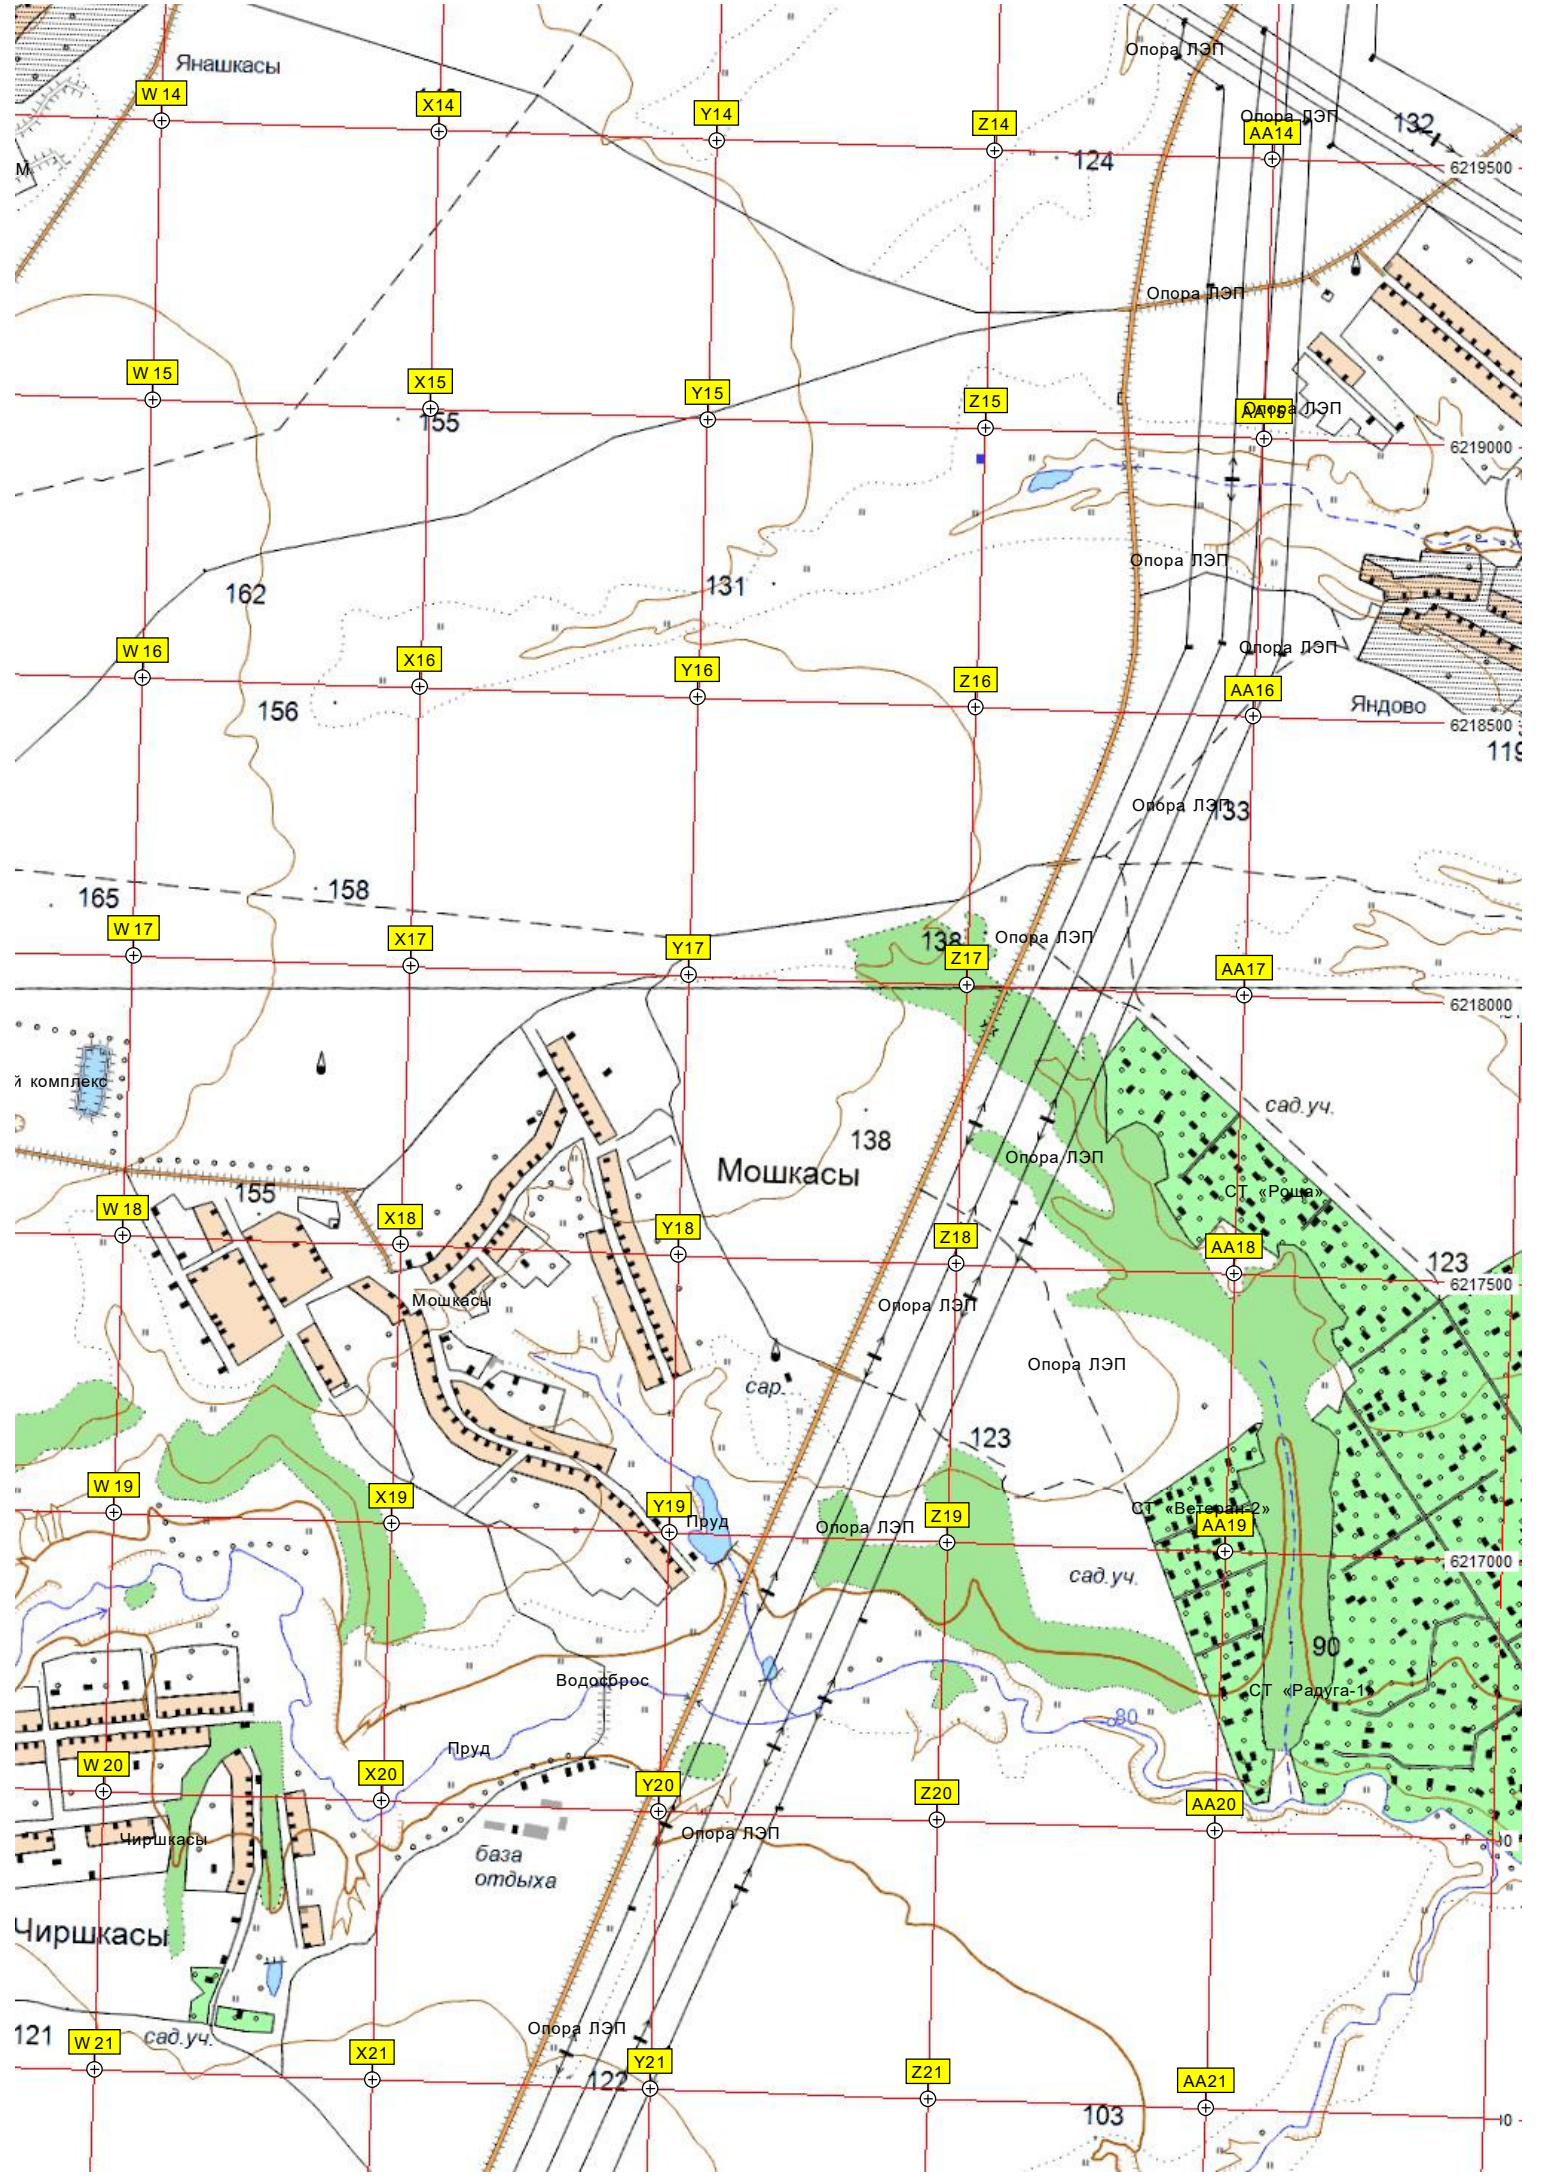 Опора ЛЭП
Янашкасы
W 14
X14
Y14
Z14
Опора ЛЭП
AA14
132
124
6219500
М
Опора ЛЭП
W 15
X15
Y15
Z15
Опора ЛЭП
155
6219000
Опора ЛЭП
162
131
W 16
X16
Y16
Z16
Опора ЛЭП
AA16
156
Яндово
6218500
119
Опора ЛЭП
133
165
158
W 17
X17
Y17
138
Опора ЛЭП
Z17
AA17
6218000
й комплекс
сад.уч.
138
Мошкасы
Опора ЛЭП
155
СТ «Роща»
W 18
X18
Y18
Z18
AA18
123
6217500
Мошкасы
Опора ЛЭП
Опора ЛЭП
сар.
123
W 19
X19
Y19
Пруд
Опора ЛЭП
Z19
СТ «Ветеран-2»
AA19
6217000
сад.уч.
90
Водосброс
СТ «Радуга-1»
80
Пруд
W 20
X20
Y20
Z20
AA20
Чиршкасы
Опора ЛЭП
база
отдыха
Чиршкасы
121
сад.уч.
Опора ЛЭП
W 21
X21
Y21
Z21
AA21
122
103